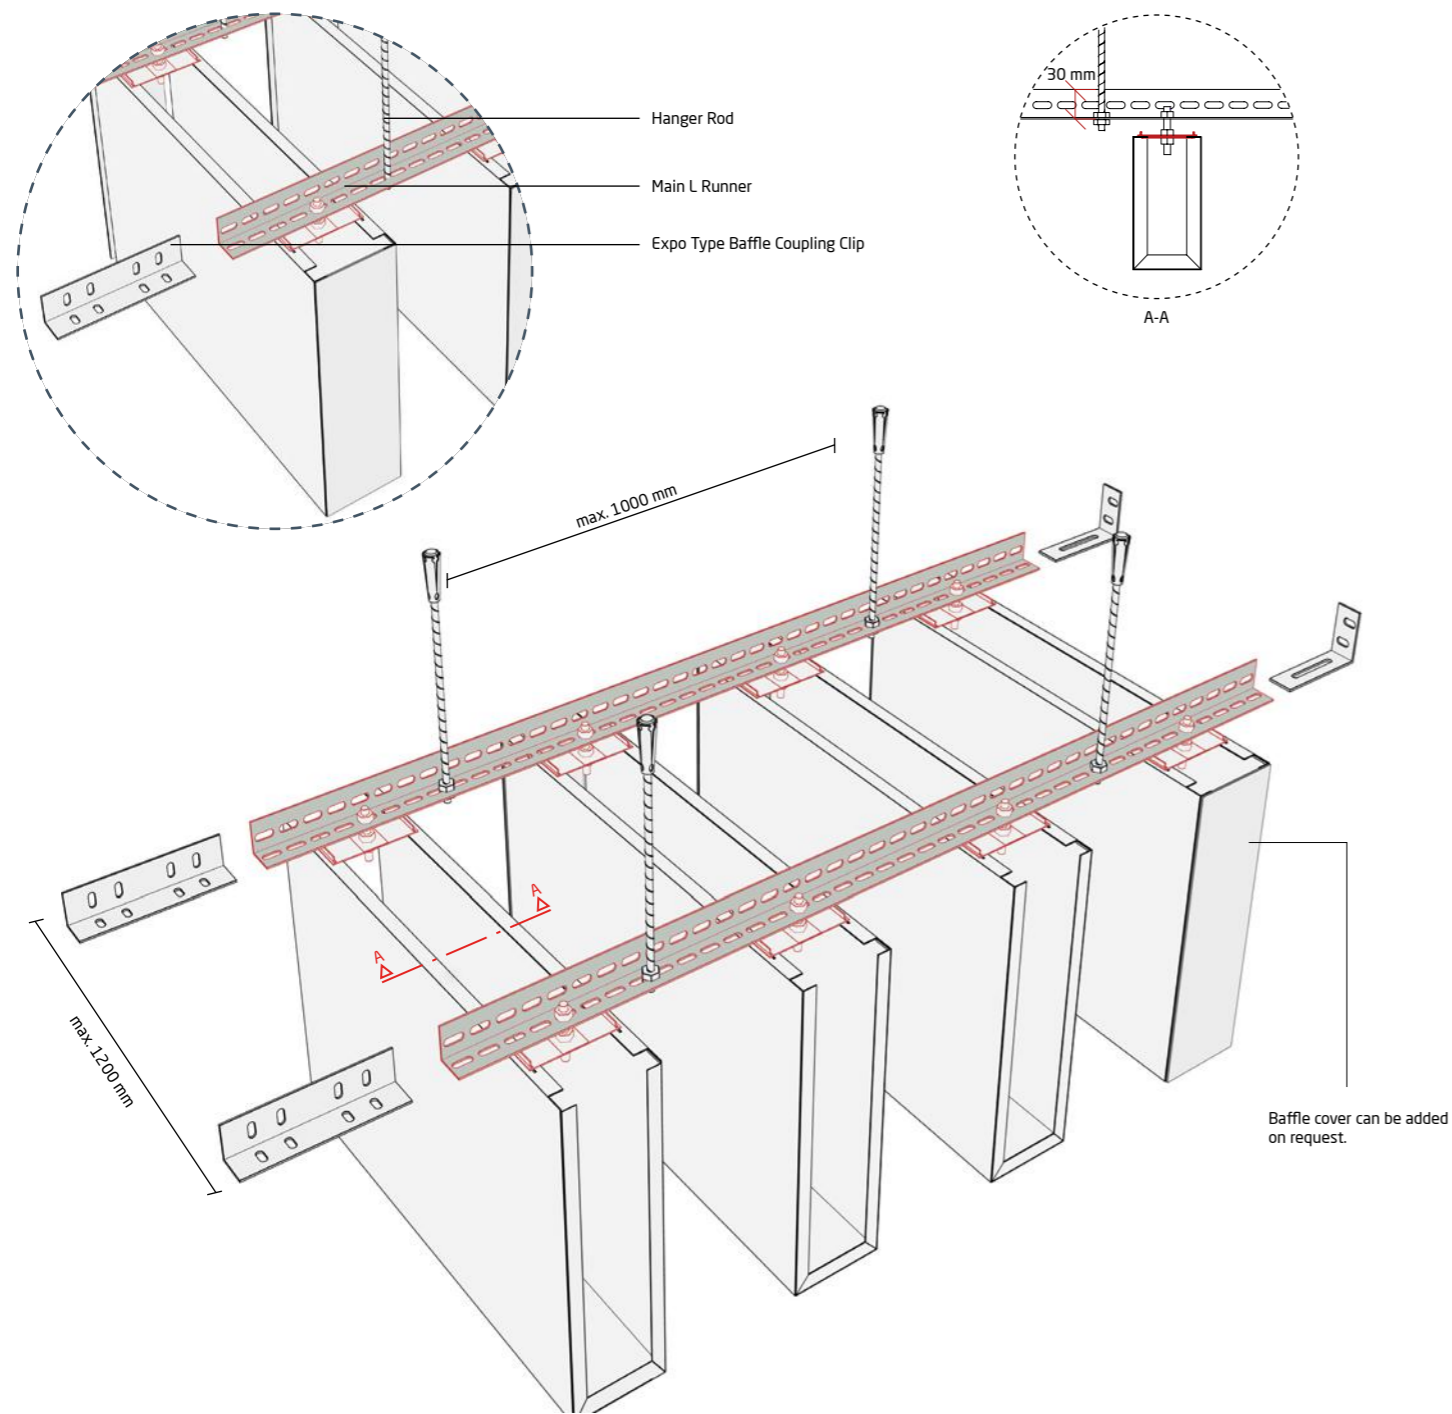 Hanger Rod
Main L Runner
Expo Type Baffle Coupling Clip
30 mm
A-A
max. 1000 mm
A
A
max. 1200 mm
Baffle cover can be added
on request.